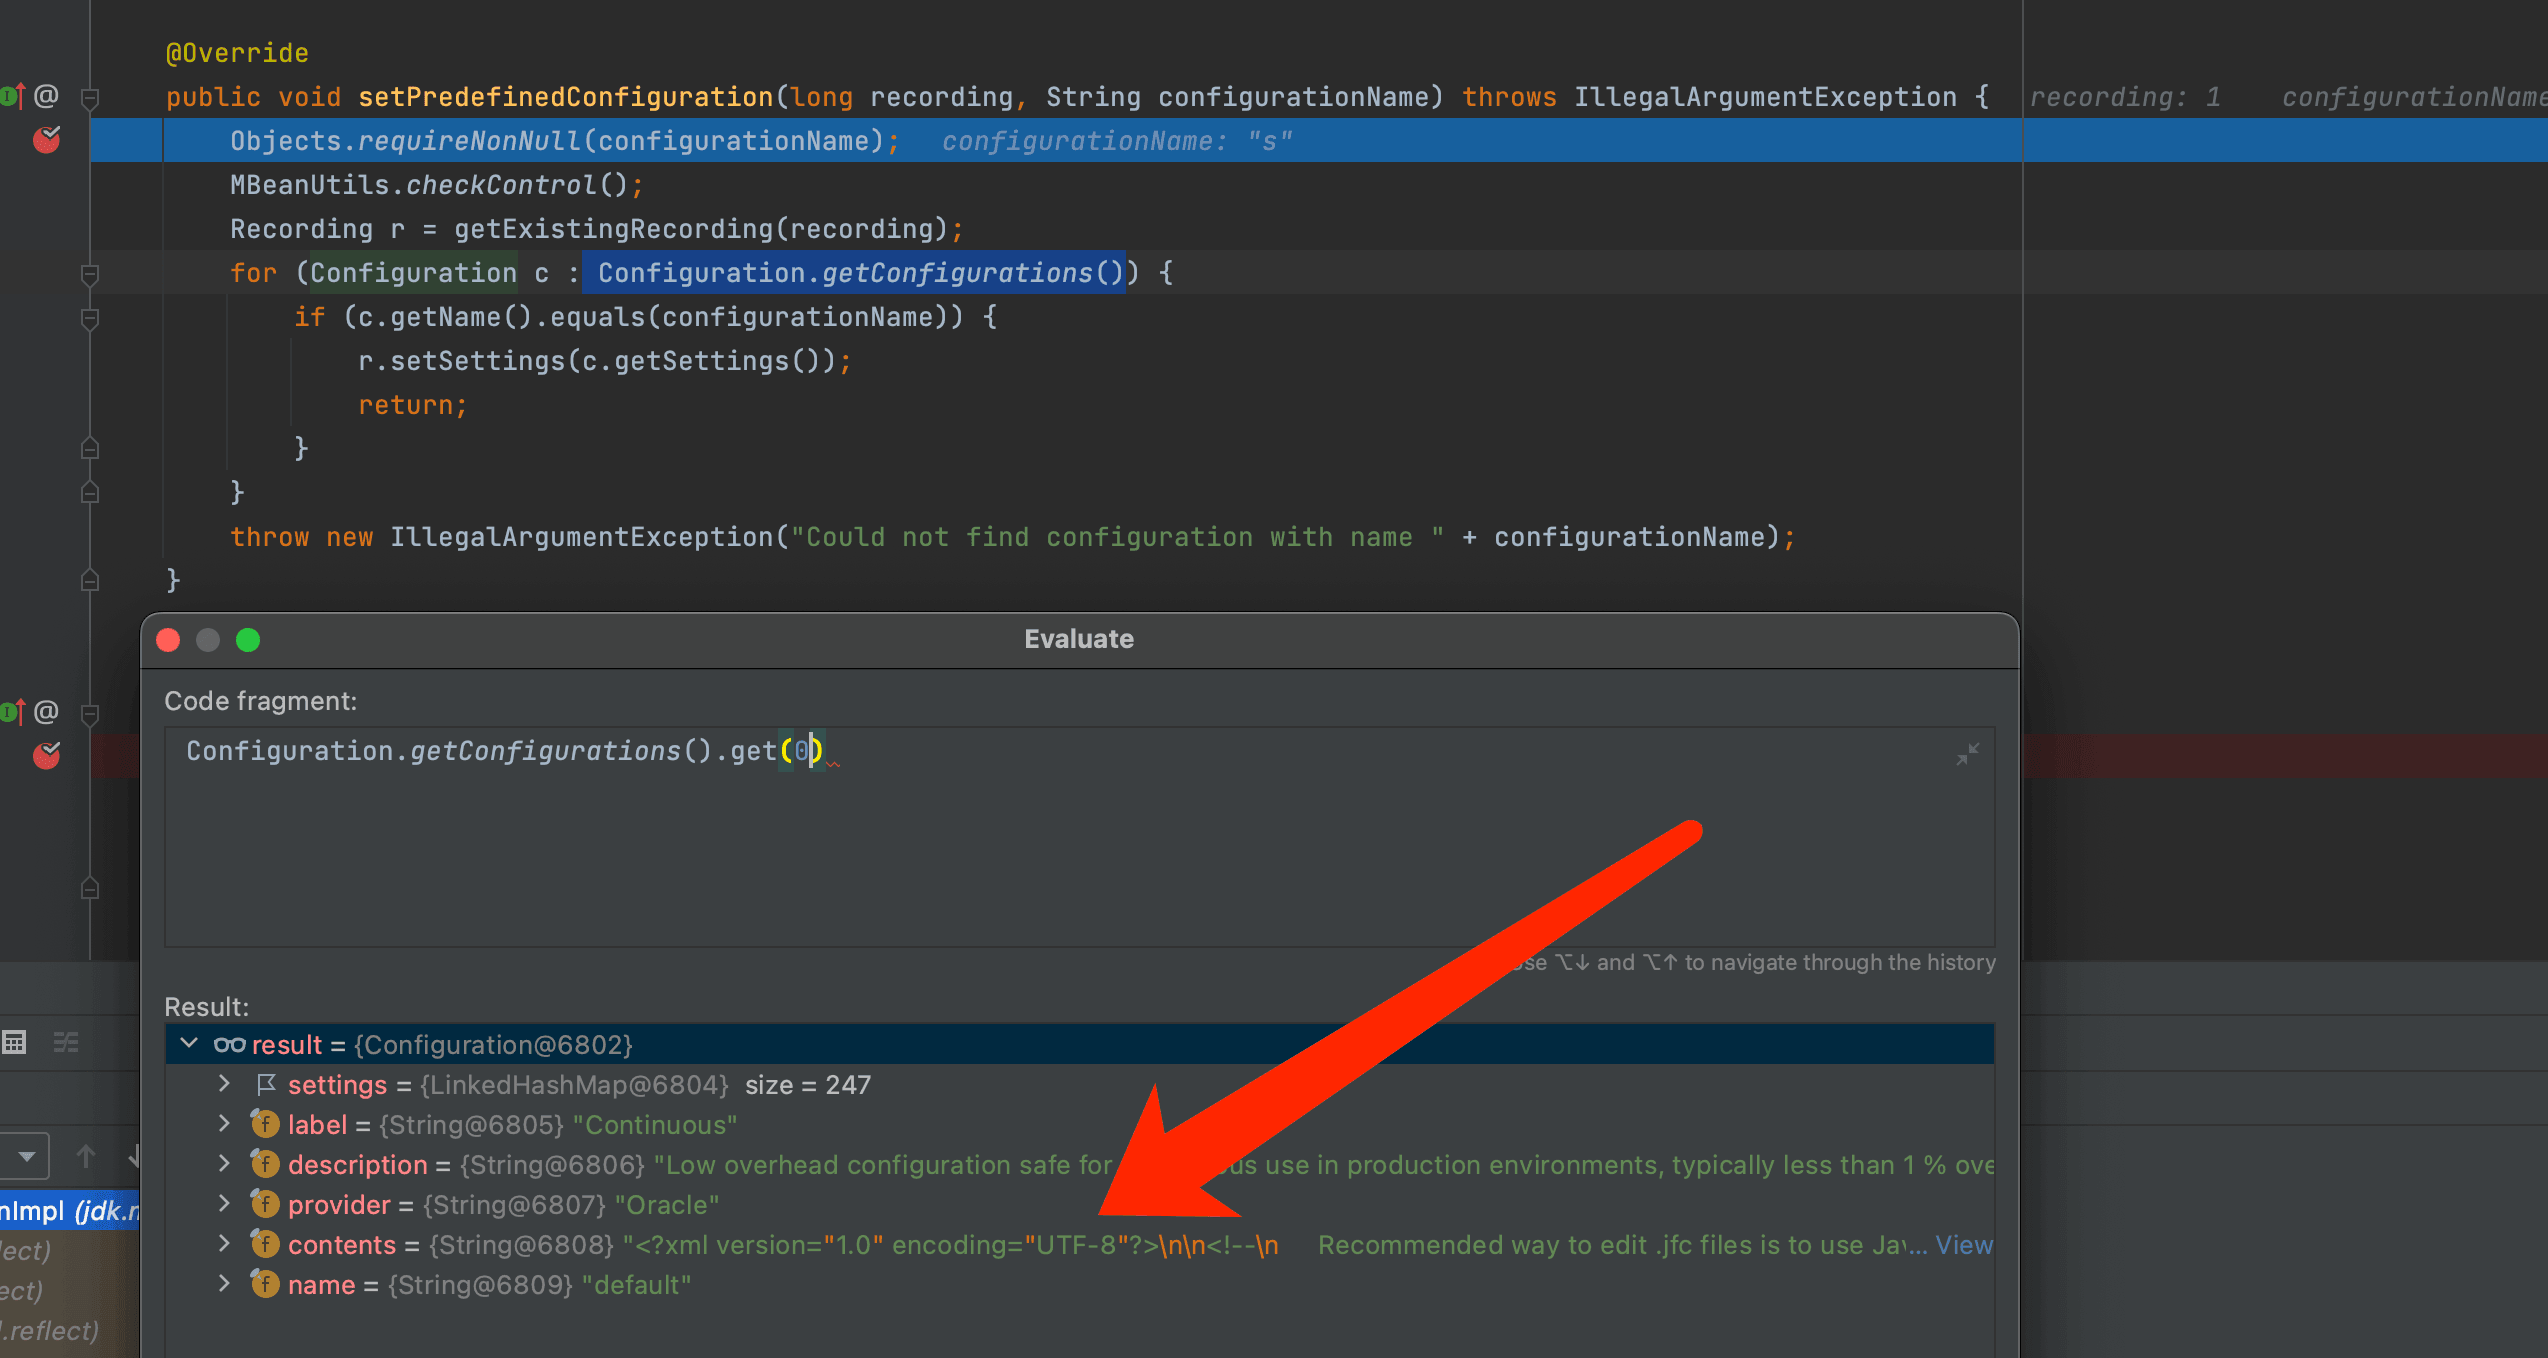 @Override
@ public void setPredefinedConfiguration(long recording, String configurationName) throws IllegalArgumentException { recording: 1 configurationName
Objects.requireNonNull(configurationName); configurationName: "s"
MBeanUtils.checkControl();
Recording r = getExistingRecording(recording);
for (Configuration c : Configuration.getConfigurations()) {
if (c.getName().equals(configurationName)) {
r.setSettings(c.getSettings());
return;
}
}
throw new IllegalArgumentException("Could not find configuration with name " + configurationName);
}
Evaluate
Code fragment:
@
Configuration.getConfigurations().get(0)
use ⌥↓ and ⌥↑ to navigate through the history
Result:
result = {Configuration@6802}
settings = {LinkedHashMap@6804} size = 247
label = {String@6805} "Continuous"
description = {String@6806} "Low overhead configuration safe for ous use in production environments, typically less than 1 % ove
provider = {String@6807} "Oracle"
contents = {String@6808} "<?xml version="1.0" encoding="UTF-8"?>\n\n<!--\n Recommended way to edit .jfc files is to use Jav... View
name = {String@6809} "default"
nImpl (jdk.n
lect)
ect)
l.reflect)